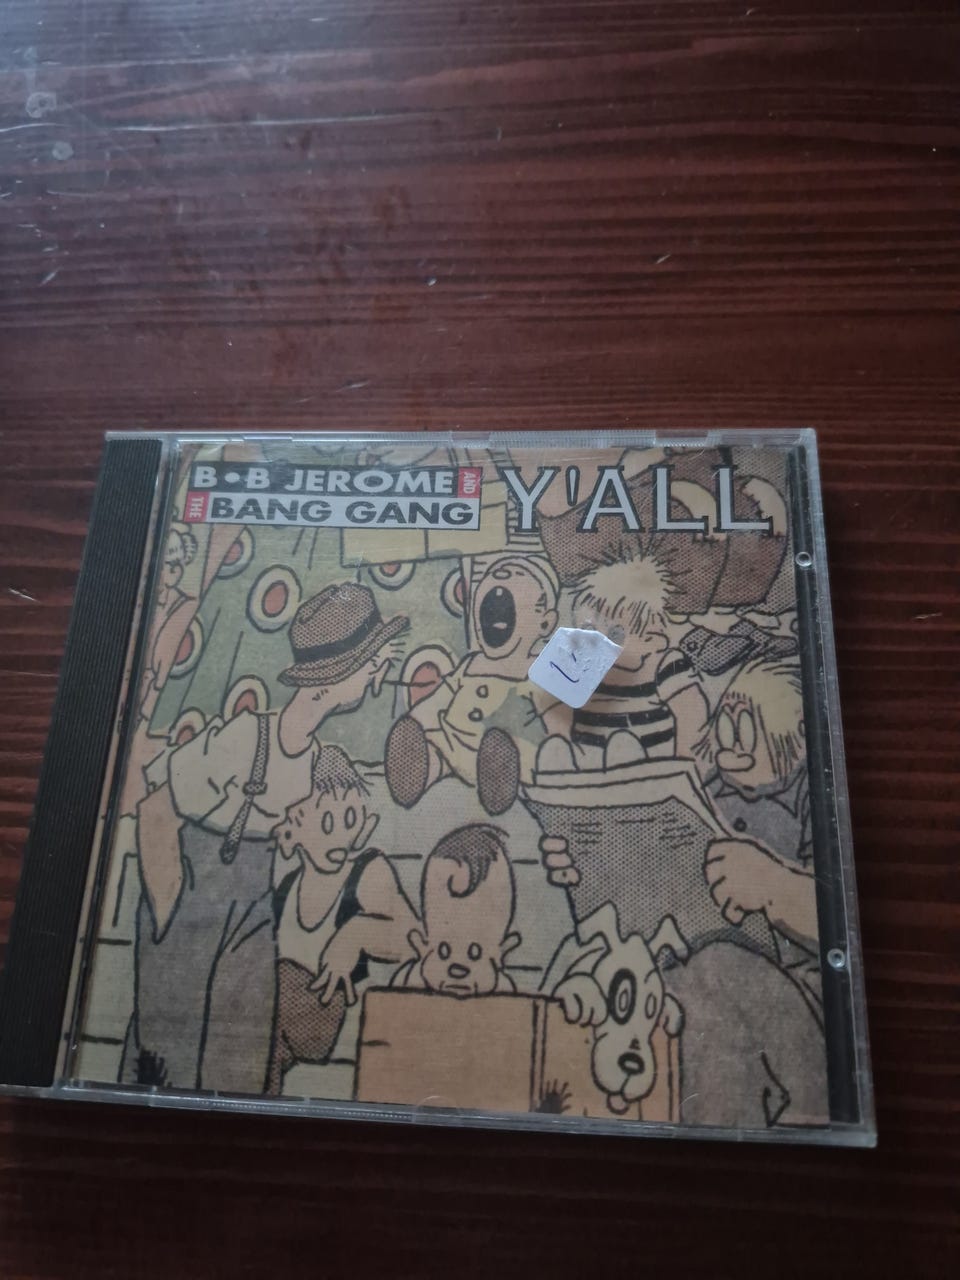 B•B JEROME AND
THE BANG GANG
Y'ALL